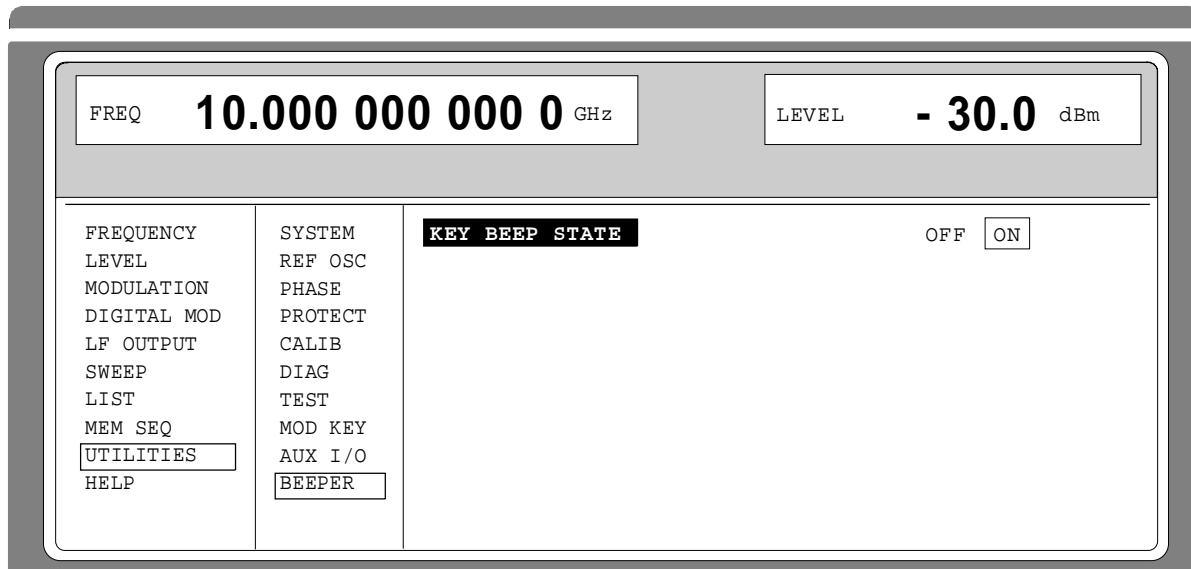 FREQ 10.000 000 000 0 GHz
LEVEL - 30.0 dBm
FREQUENCY
LEVEL
MODULATION
DIGITAL MOD
LF OUTPUT
SWEEP
LIST
MEM SEQ
UTILITIES
HELP
SYSTEM
REF OSC
PHASE
PROTECT
CALIB
DIAG
TEST
MOD KEY
AUX I/O
BEEPER
KEY BEEP STATE OFF ON